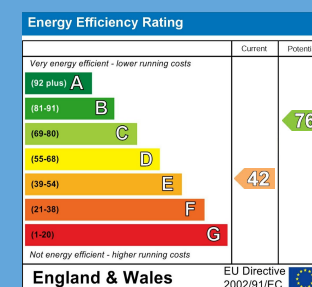 Energy Efficiency Rating
Current
Very energy efficient - lower running costs
(92 plus) A
(81-91) B
(69-80) C
76
(55-68) D
(39-54) E
42
(21-38) F
(1-20) G
Not energy efficient - higher running costs
England & Wales
EU Directive
2002/91/EC